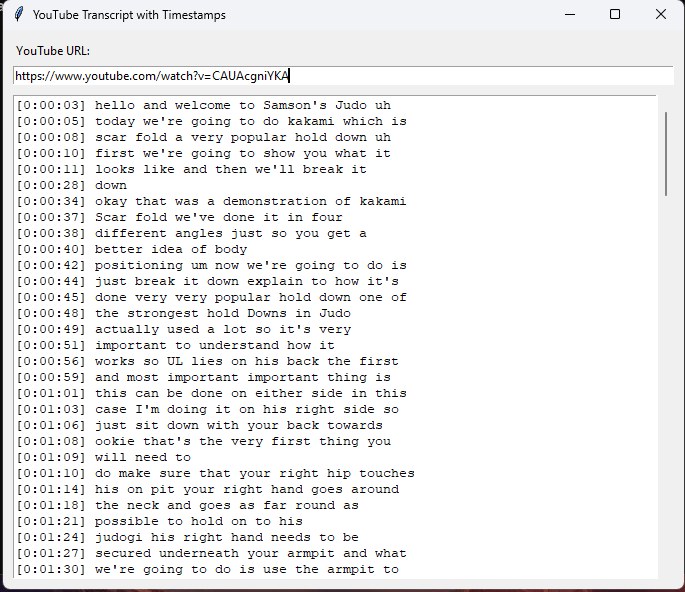 YouTube Transcript with Timestamps
YouTube URL:
https://www.youtube.com/watch?v=CAUAcgniYKA
[0:00:03] hello and welcome to Samson's Judo uh
[0:00:05] today we're going to do kakami which is
[0:00:08] scar fold a very popular hold down uh
[0:00:10] first we're going to show you what it
[0:00:11] looks like and then we'll break it
[0:00:28] down
[0:00:34] okay that was a demonstration of kakami
[0:00:37] Scar fold we've done it in four
[0:00:38] different angles just so you get a
[0:00:40] better idea of body
[0:00:42] positioning um now we're going to do is
[0:00:44] just break it down explain to how it's
[0:00:45] done very very popular hold down one of
[0:00:48] the strongest hold Downs in Judo
[0:00:49] actually used a lot so it's very
[0:00:51] important to understand how it
[0:00:56] works so UL lies on his back the first
[0:00:59] and most important important thing is
[0:01:01] this can be done on either side in this
[0:01:03] case I'm doing it on his right side so
[0:01:06] just sit down with your back towards
[0:01:08] ookie that's the very first thing you
[0:01:09] will need to
[0:01:10] do make sure that your right hip touches
[0:01:14] his on pit your right hand goes around
[0:01:18] the neck and goes as far round as
[0:01:21] possible to hold on to his
[0:01:24] judogi his right hand needs to be
[0:01:27] secured underneath your armpit and what
[0:01:30] we're going to do is use the armpit to